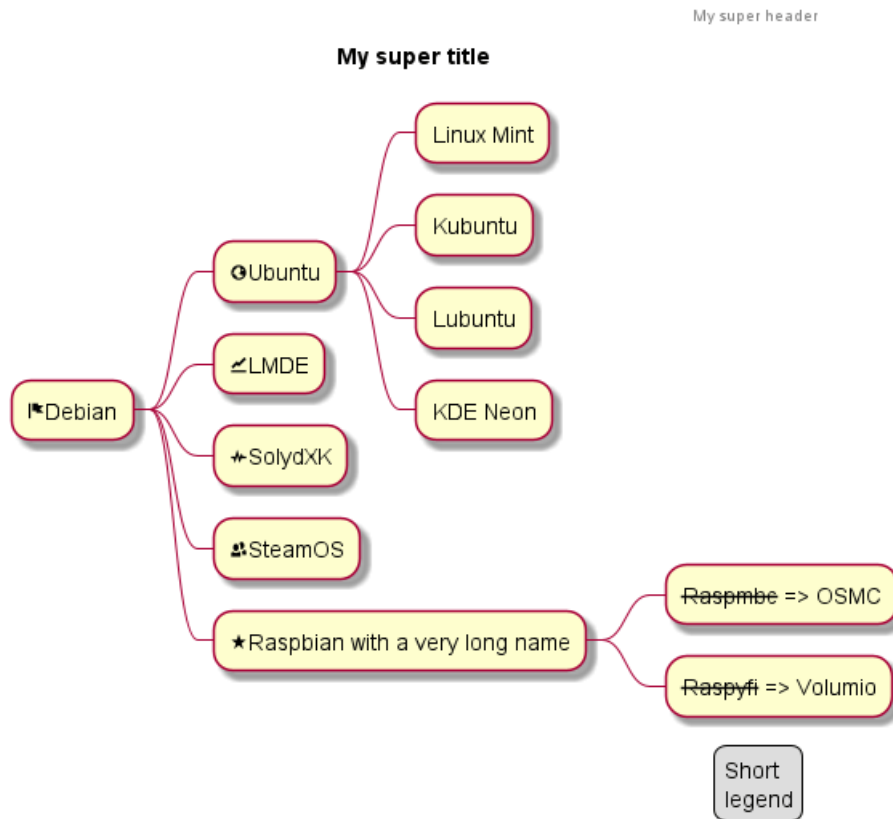 My super header
My super title
Linux Mint
Kubuntu
Ubuntu
Lubuntu
LMDE
Debian
KDE Neon
SolydXK
SteamOS
Raspmbc => OSMC
Raspbian with a very long name
Raspyfi => Volumio
Short
legend